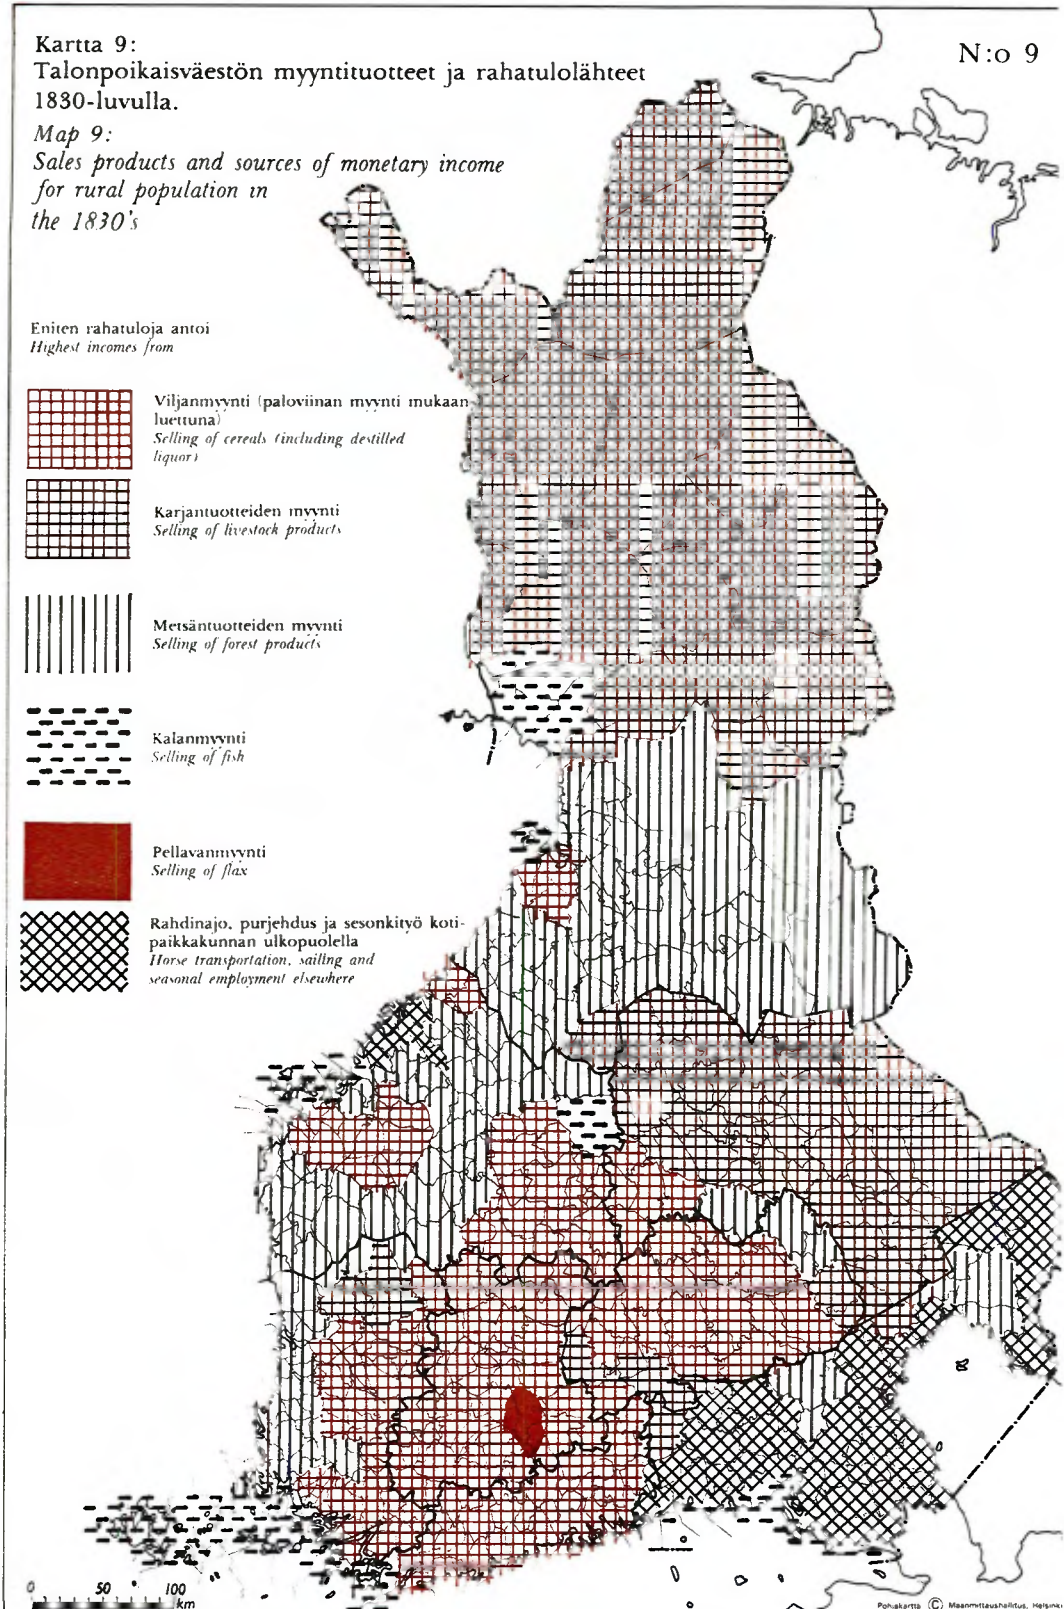 Kartta 9:
Talonpoikaisväestön myyntituotteet ja rahatulolähteet
1830-luvulla.
Map 9:
Sales products and sources of monetary income
for rural population in
the 1830's
N:o 9
Eniten rahatuloja antoi
Highest incomes from
Viljanmyynti (paloviinan myynti mukaan
luettuna)
Selling of cereals (including destilled
liquor)
Karjantuotteiden myynti
Selling of livestock products
Metsäntuotteiden myynti
Selling of forest products
Kalanmyynti
Selling of fish
Pellavanmyynti
Selling of flax
Rahdinajo, purjehdus ja sesonkityö koti-
paikkakunnan ulkopuolella
Horse transportation, sailing and
seasonal employment elsewhere
0 50 100
km
Pohjakartta © Maanmittaushallitus, Helsinki